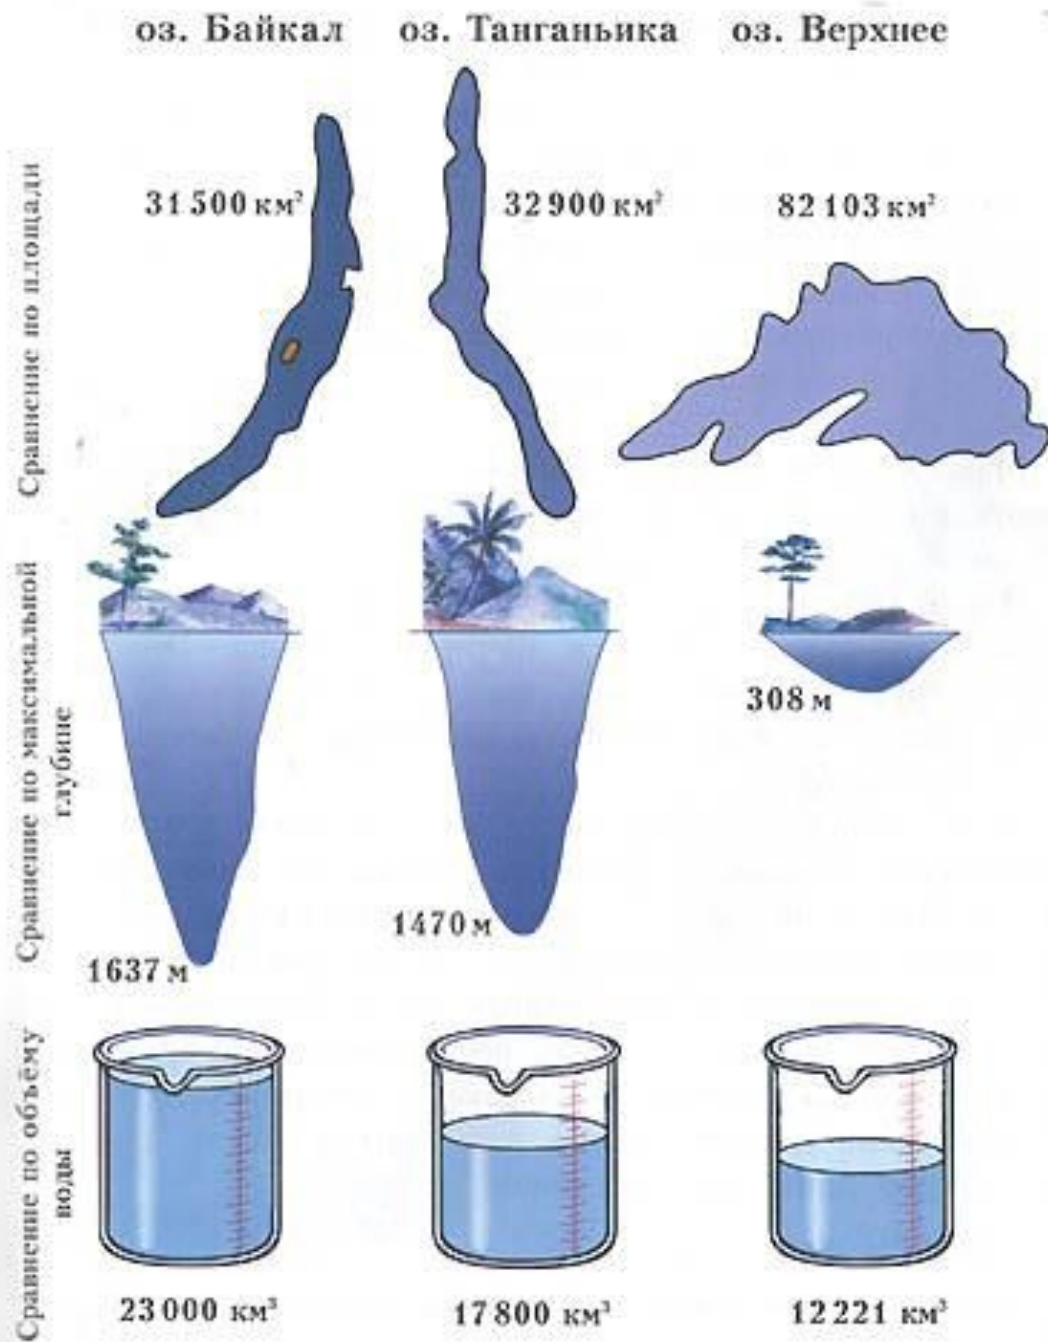 оз. Байкал
оз. Танганьика
оз. Верхнее
Сравнение по площади
31 500 км²
32 900 км²
82 103 км²
Сравнение по максимальной
глубине
1637 м
1470 м
308 м
Сравнение по объёму
воды
23 000 км³
17 800 км³
12 221 км³